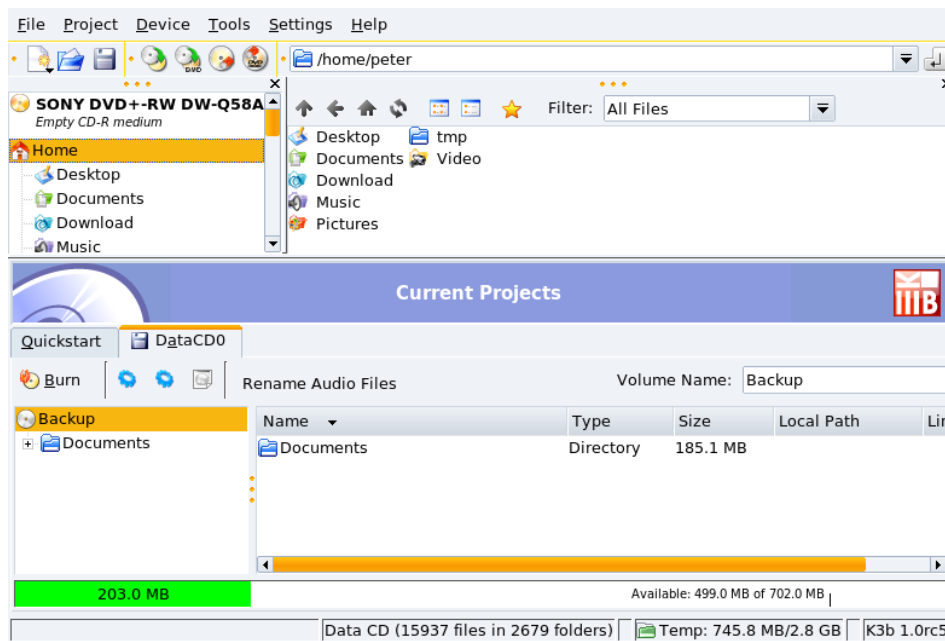 File Project Device Tools Settings Help
DVD
/home/peter
SONY DVD+-RW DW-Q58A
Empty CD-R medium
Home
Desktop
Documents
Download
Music
Filter: All Files
Desktop tmp
Documents Video
Download
Music
Pictures
Current Projects
Quickstart DataCD0
Burn Rename Audio Files Volume Name: Backup
Backup
Documents
Name Type Size Local Path Lin
Documents Directory 185.1 MB
203.0 MB Available: 499.0 MB of 702.0 MB
Data CD (15937 files in 2679 folders) Temp: 745.8 MB/2.8 GB K3b 1.0rc5